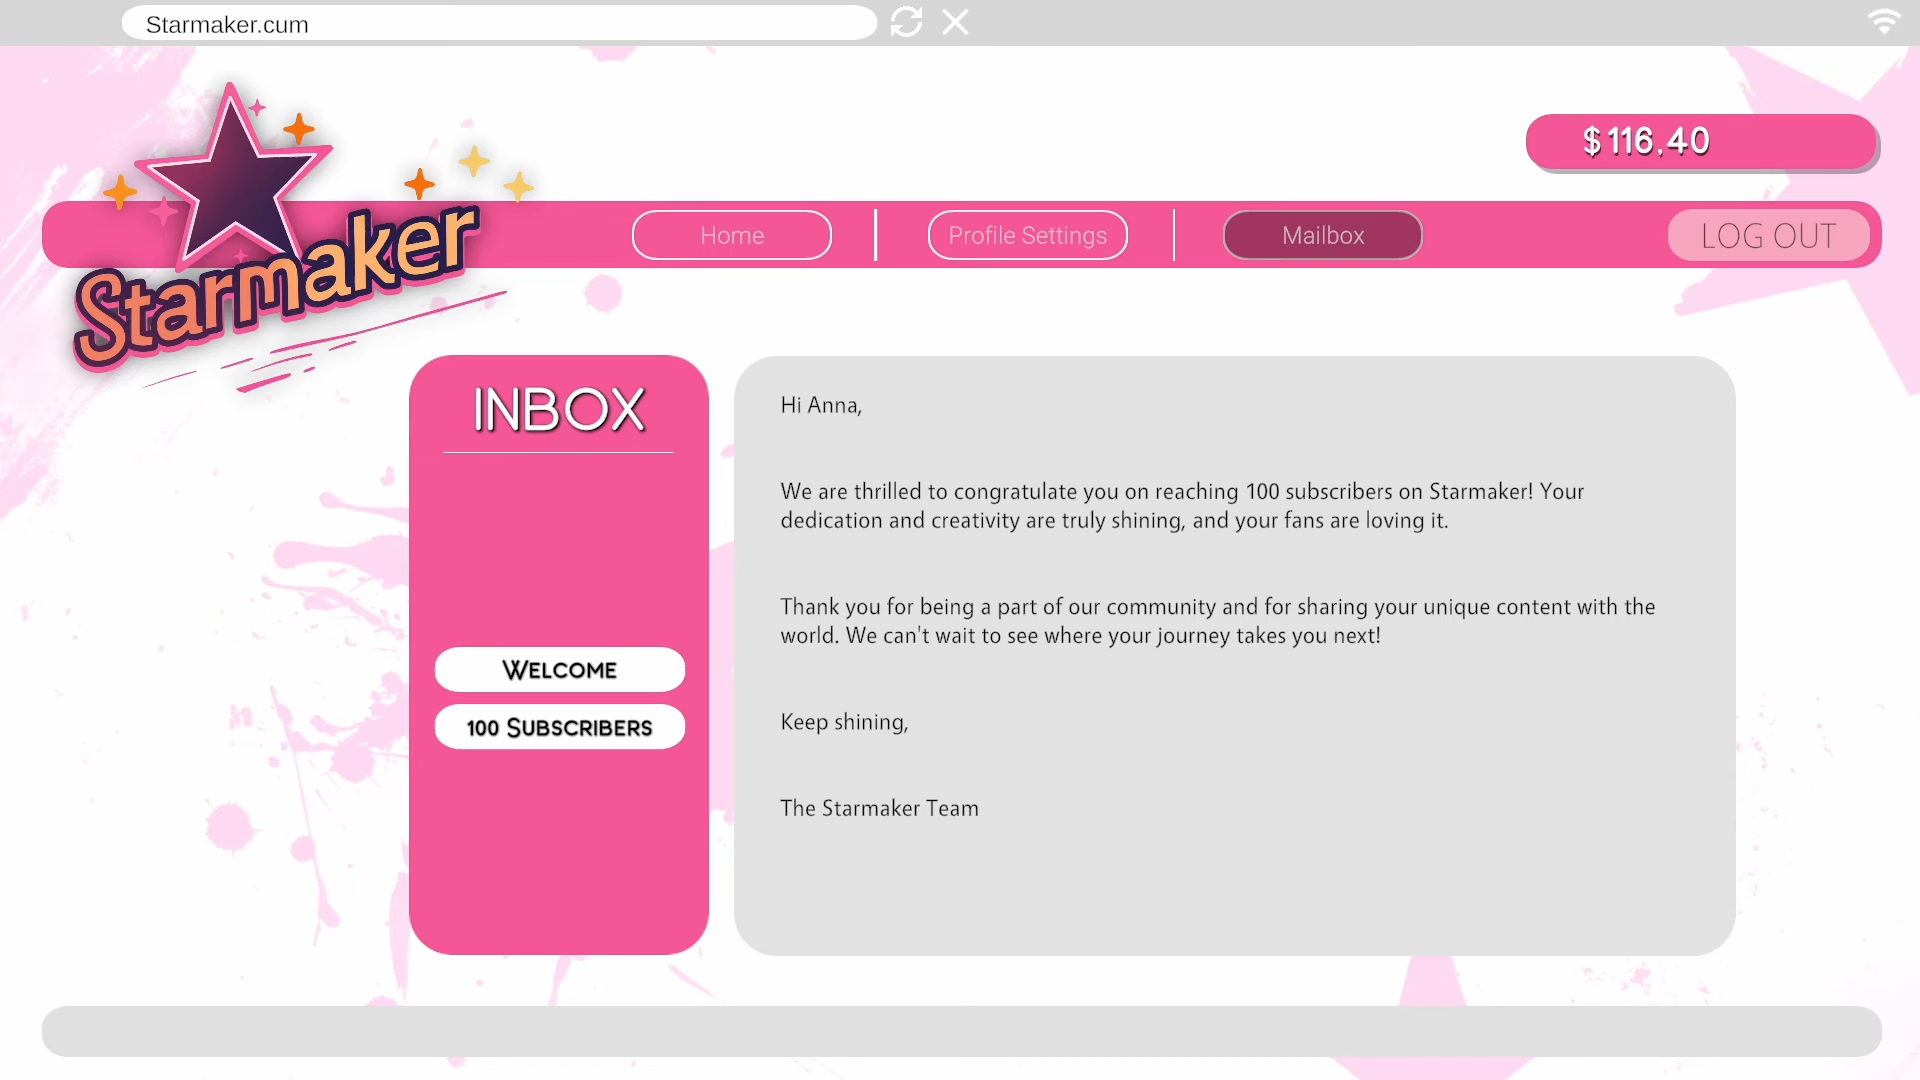 Starmaker.cum
$116,40
Starmaker
Home
Profile Settings
Mailbox
LOG OUT
INBOX
Welcome
100 Subscribers
Hi Anna,
We are thrilled to congratulate you on reaching 100 subscribers on Starmaker! Your
dedication and creativity are truly shining, and your fans are loving it.
Thank you for being a part of our community and for sharing your unique content with the
world. We can't wait to see where your journey takes you next!
Keep shining,
The Starmaker Team